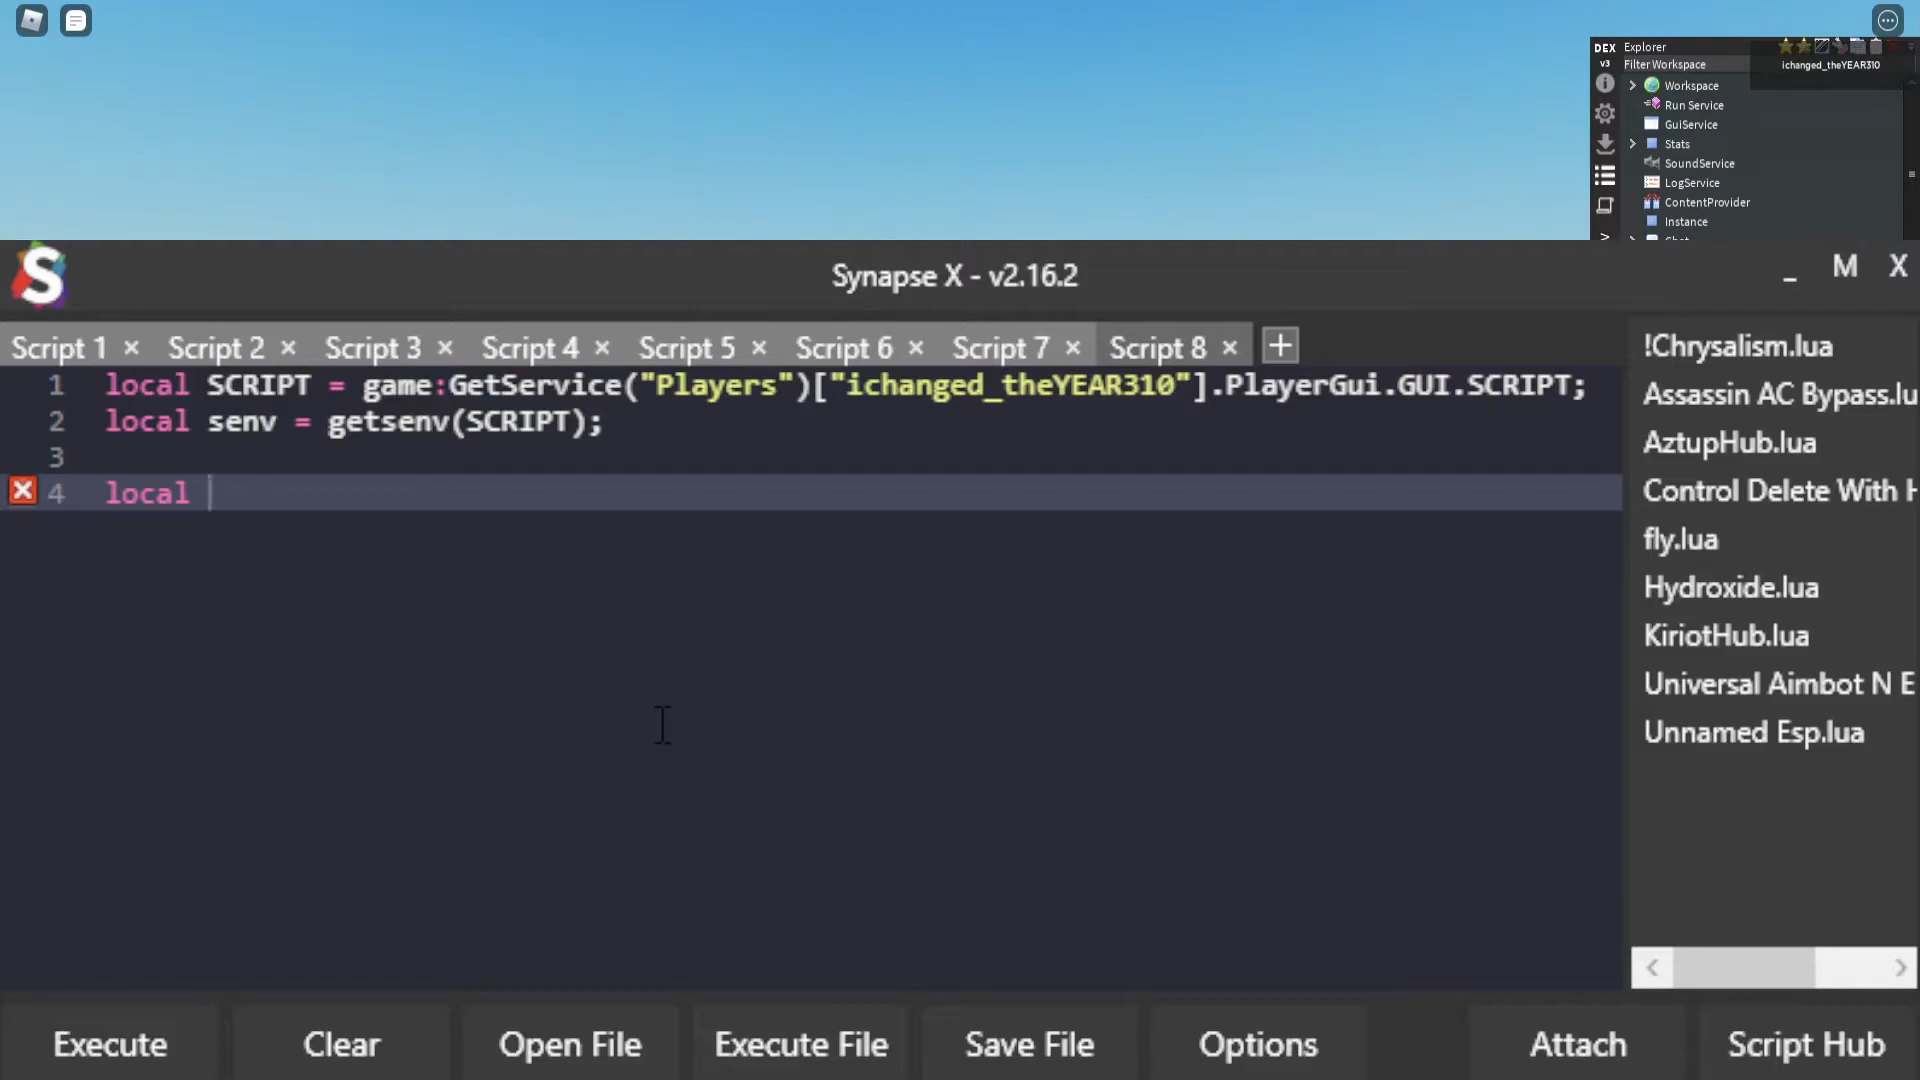 DEX Explorer
v3 Filter Workspace
ichanged_theYEAR310
Workspace
Run Service
GuiService
Stats
SoundService
LogService
ContentProvider
Instance
S
Synapse X - v2.16.2
_ M X
Script 1 × Script 2 × Script 3 × Script 4 × Script 5 × Script 6 × Script 7 × Script 8 × +
1 local SCRIPT = game:GetService("Players")["ichanged_theYEAR310"].PlayerGui.GUI.SCRIPT;
2 local senv = getsenv(SCRIPT);
3
4 local
!Chrysalism.lua
Assassin AC Bypass.lu
AztupHub.lua
Control Delete With
fly.lua
Hydroxide.lua
KiriotHub.lua
Universal Aimbot N E
Unnamed Esp.lua
Execute Clear Open File Execute File Save File Options Attach Script Hub